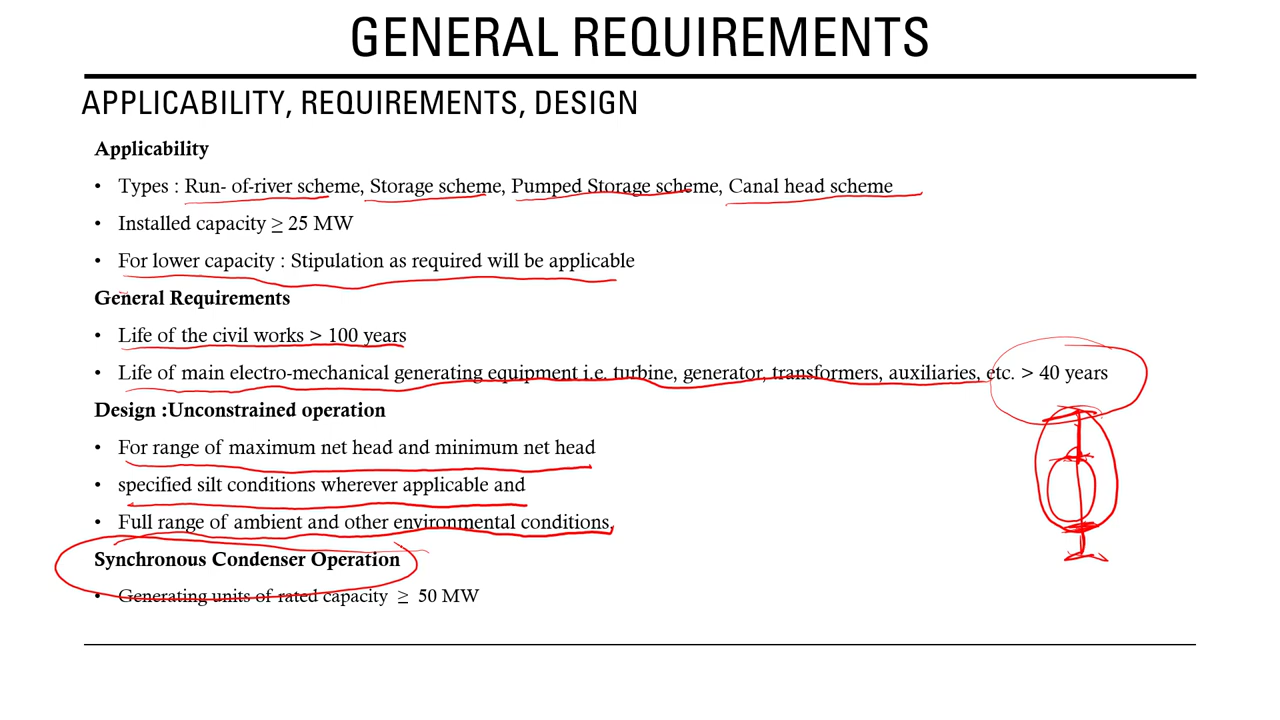 GENERAL REQUIREMENTS
APPLICABILITY, REQUIREMENTS, DESIGN
Applicability
• Types : Run- of-river scheme, Storage scheme, Pumped Storage scheme, Canal head scheme
• Installed capacity ≥ 25 MW
• For lower capacity : Stipulation as required will be applicable
General Requirements
• Life of the civil works > 100 years
• Life of main electro-mechanical generating equipment i.e. turbine, generator, transformers, auxiliaries, etc. > 40 years
Design :Unconstrained operation
• For range of maximum net head and minimum net head
• specified silt conditions wherever applicable and
• Full range of ambient and other environmental conditions,
Synchronous Condenser Operation
• Generating units of rated capacity ≥ 50 MW